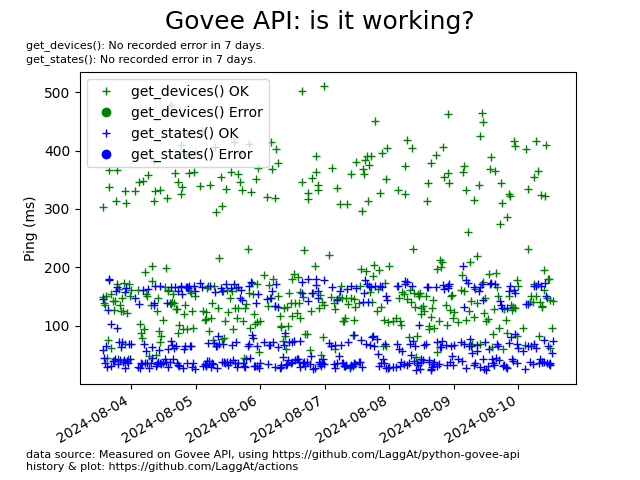 Govee API: is it working?
get_devices(): No recorded error in 7 days.
get_states(): No recorded error in 7 days.
get_devices() OK
get_devices() Error
get_states() OK
get_states() Error
Ping (ms)
500
400
300
200
100
2024-08-04
2024-08-05
2024-08-06
2024-08-07
2024-08-08
2024-08-09
2024-08-10
data source: Measured on Govee API, using https://github.com/LaggAt/python-govee-api
history & plot: https://github.com/LaggAt/actions